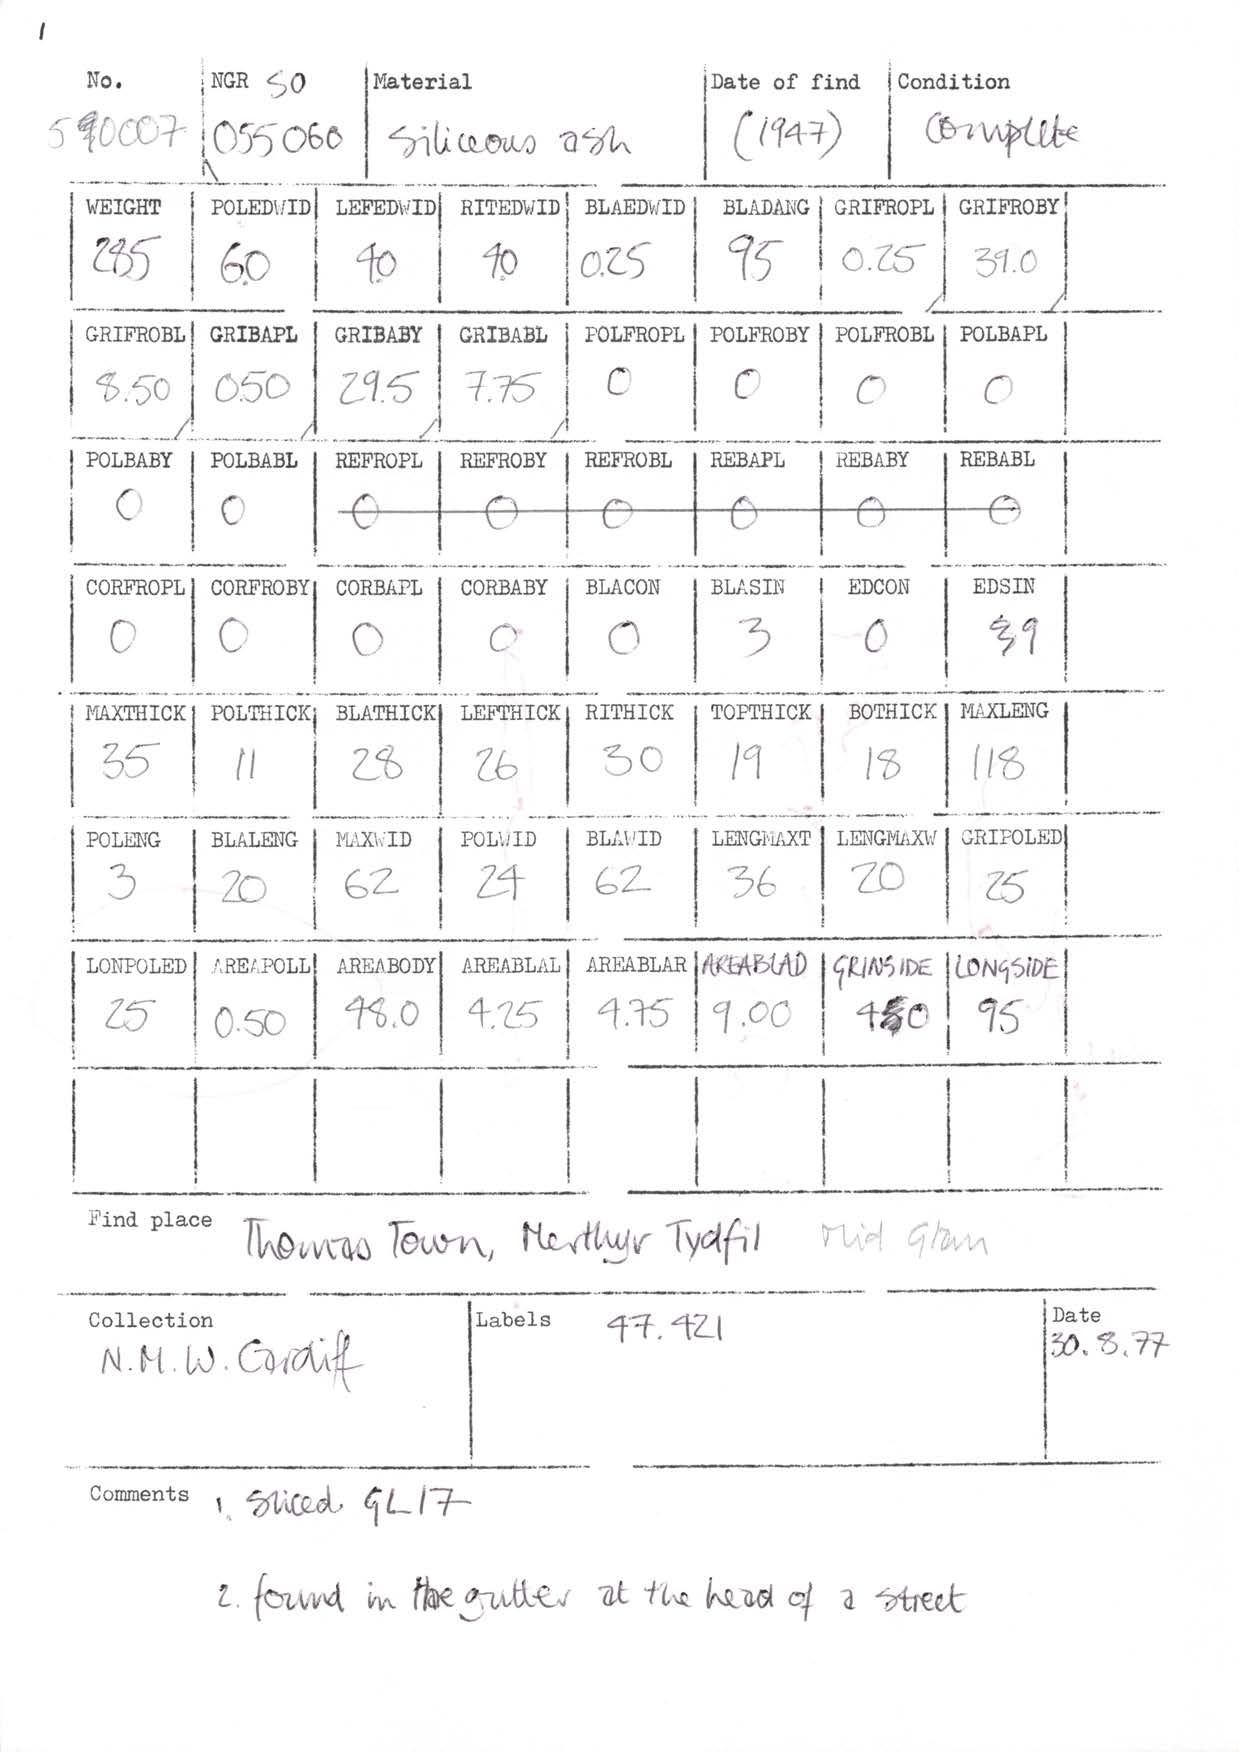 1
No. NGR SO Material Date of find Condition
055060 Siliceous ash (1947) Complete
WEIGHT POLEDWID LEFEDWID RITEDWID BLAEDWID BLADANG GRIFROPL GRIFROBY
285 6.0 4.0 4.0 0.25 95 0.25 39.0
GRIFROBL GRIBAPL GRIBABY GRIBABL POLFROPL POLFROBY POLFROBL POLBAPL
8.50 0.50 29.5 7.75 0 0 0 0
POLBABY POLBABL REFROPL REFROBY REFROBL REBAPL REBABY REBABL
0 0 0 0 0 0 0 0
CORFROPL CORFROBY CORBAPL CORBABY BLACON BLASIN EDCON EDSIN
0 0 0 0 0 3 0 39
MAXTHICK POLTHICK BLATHICK LEFTHICK RITHICK TOPTHICK BOTHICK MAXLENG
35 11 28 26 30 19 18 118
POLENG BLALENG MAXWID POLWID BLAWID LENGMAXT LENGMAXW GRIPOLED
3 20 62 24 62 36 20 25
LONPOLED AREAPOLL AREABODY AREABLAL AREABLAR AREABLAD GRINSIDE LONGSIDE
25 0.50 48.0 4.25 4.75 9.00 95
Find place Thomas Town, Merthyr Tydfil Mid Glam
Collection Labels 47.421 Date
N.M.W. Cardiff 30.8.77
Comments 1. Sliced GL17
2. found in the gutter at the head of a street